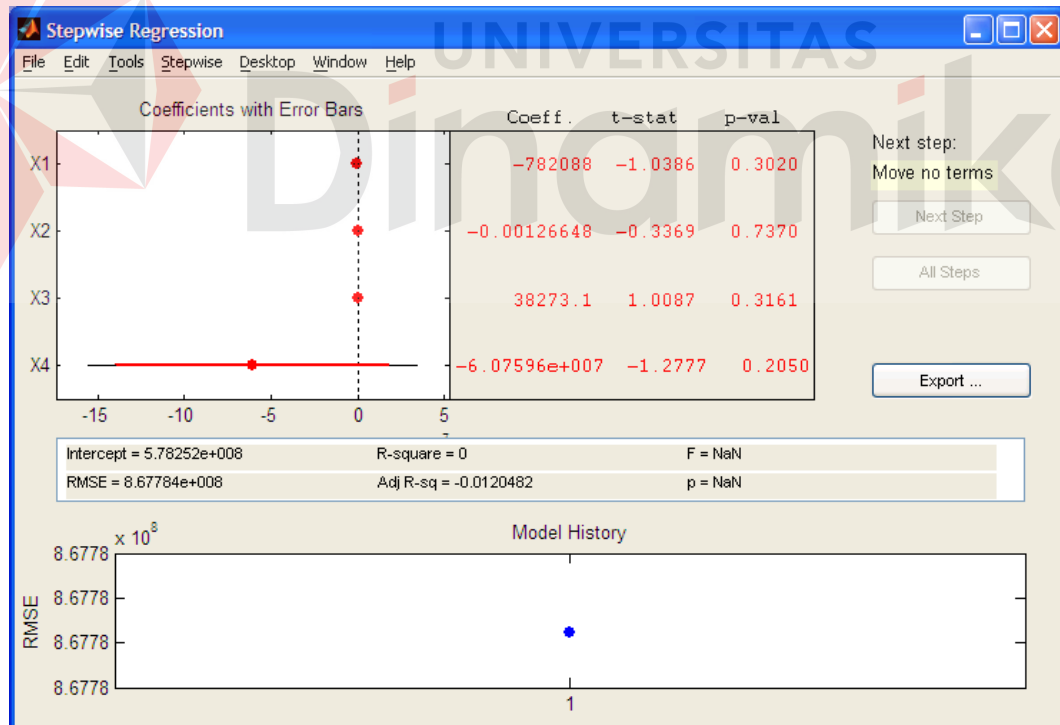 Stepwise Regression
UNIVERSITAS
Dinamika
File Edit Tools Stepwise Desktop Window Help
Coefficients with Error Bars
Coeff. t-stat p-val
X1 -782088 -1.0386 0.3020
X2 -0.00126648 -0.3369 0.7370
X3 38273.1 1.0087 0.3161
X4 -6.07596e+007 -1.2777 0.2050
-15 -10 -5 0 5
Next step:
Move no terms
Next Step
All Steps
Export ...
Intercept = 5.78252e+008 R-square = 0 F = NaN
RMSE = 8.67784e+008 Adj R-sq = -0.0120482 p = NaN
Model History
x 10^8
8.6778
8.6778
8.6778
8.6778
RMSE
1